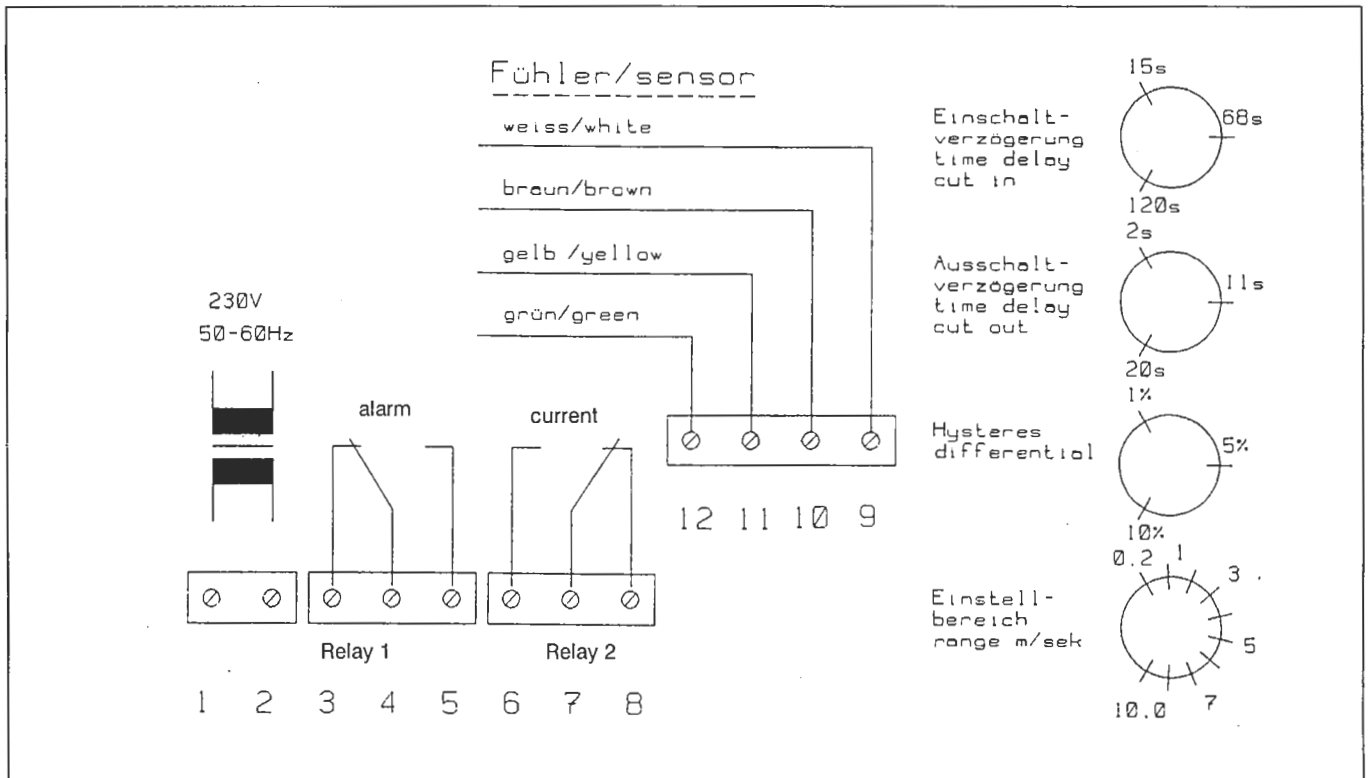 Fühler/sensor
weiss/white
braun/brown
gelb /yellow
grün/green
230V
50-60Hz
alarm
current
12 11 10 9
Relay 1
Relay 2
1 2 3 4 5 6 7 8
15s
68s
120s
Einschalt-
verzögerung
time delay
cut in
2s
11s
20s
Ausschalt-
verzögerung
time delay
cut out
1%
5%
10%
Hysteres
differential
0.2
1
3
5
7
10.0
Einstell-
bereich
range m/sek